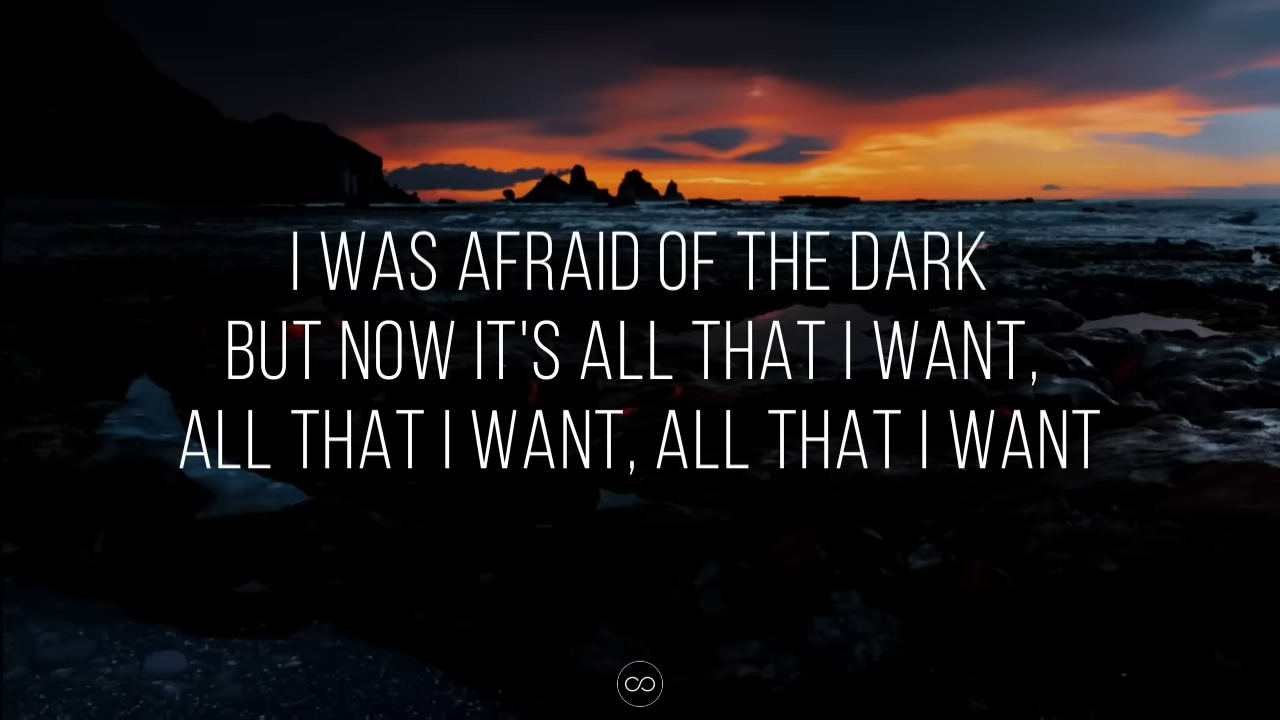 I WAS AFRAID OF THE DARK
BUT NOW IT'S ALL THAT I WANT,
ALL THAT I WANT, ALL THAT I WANT